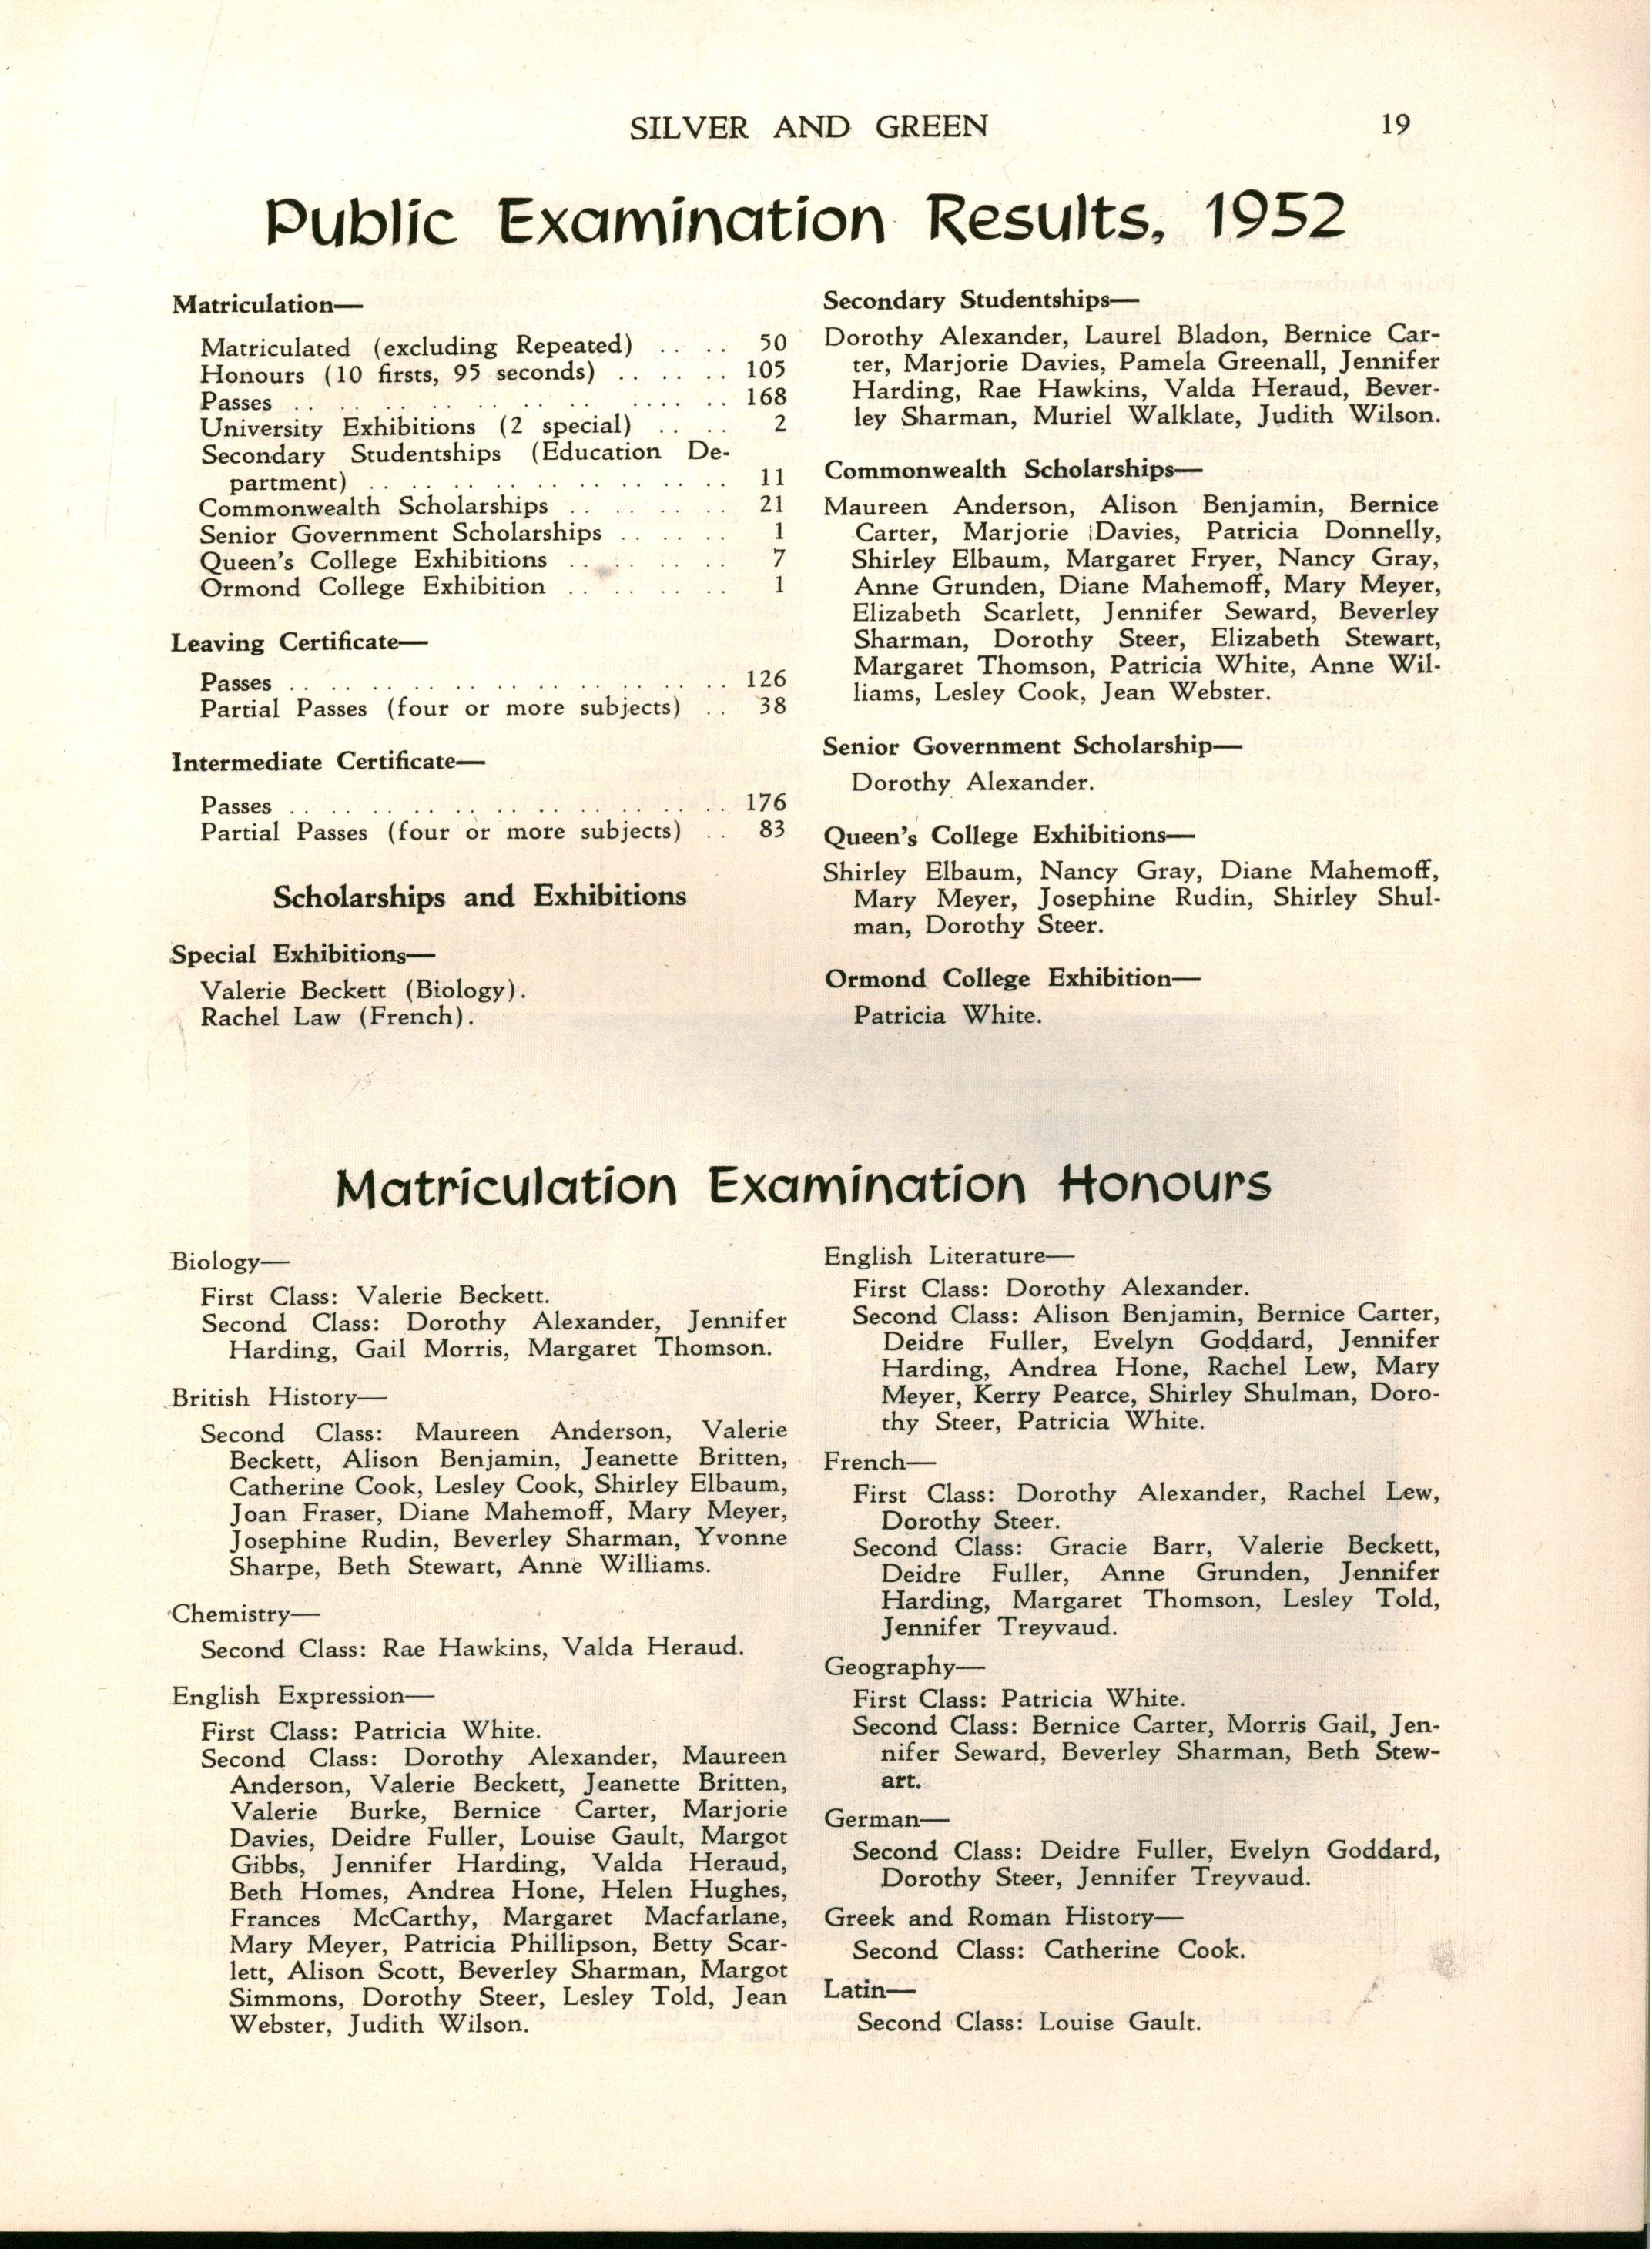 SILVER AND GREEN 19
Public Examination Results, 1952
Matriculation—
Matriculated (excluding Repeated) .. .. 50
Honours (10 firsts, 95 seconds) .. .. .. 105
Passes .. .. .. .. .. .. .. .. .. .. 168
University Exhibitions (2 special) .. .. 2
Secondary Studentships (Education De-
partment) .. .. .. .. .. .. .. .. .. 11
Commonwealth Scholarships .. .. .. .. 21
Senior Government Scholarships .. .. .. 1
Queen's College Exhibitions .. .. .. .. 7
Ormond College Exhibition .. .. .. .. 1
Leaving Certificate—
Passes .. .. .. .. .. .. .. .. .. .. .. 126
Partial Passes (four or more subjects) .. 38
Intermediate Certificate—
Passes .. .. .. .. .. .. .. .. .. .. .. 176
Partial Passes (four or more subjects) .. 83
Scholarships and Exhibitions
Special Exhibitions—
Valerie Beckett (Biology).
Rachel Law (French).
Secondary Studentships—
Dorothy Alexander, Laurel Bladon, Bernice Car-
ter, Marjorie Davies, Pamela Greenall, Jennifer
Harding, Rae Hawkins, Valda Heraud, Bever-
ley Sharman, Muriel Walklate, Judith Wilson.
Commonwealth Scholarships—
Maureen Anderson, Alison Benjamin, Bernice
Carter, Marjorie Davies, Patricia Donnelly,
Shirley Elbaum, Margaret Fryer, Nancy Gray,
Anne Grunden, Diane Mahemoff, Mary Meyer,
Elizabeth Scarlett, Jennifer Seward, Beverley
Sharman, Dorothy Steer, Elizabeth Stewart,
Margaret Thomson, Patricia White, Anne Wil-
liams, Lesley Cook, Jean Webster.
Senior Government Scholarship—
Dorothy Alexander.
Queen's College Exhibitions—
Shirley Elbaum, Nancy Gray, Diane Mahemoff,
Mary Meyer, Josephine Rudin, Shirley Shul-
man, Dorothy Steer.
Ormond College Exhibition—
Patricia White.
Matriculation Examination Honours
Biology—
First Class: Valerie Beckett.
Second Class: Dorothy Alexander, Jennifer
Harding, Gail Morris, Margaret Thomson.
British History—
Second Class: Maureen Anderson, Valerie
Beckett, Alison Benjamin, Jeanette Britten,
Catherine Cook, Lesley Cook, Shirley Elbaum,
Joan Fraser, Diane Mahemoff, Mary Meyer,
Josephine Rudin, Beverley Sharman, Yvonne
Sharpe, Beth Stewart, Anne Williams.
Chemistry—
Second Class: Rae Hawkins, Valda Heraud.
English Expression—
First Class: Patricia White.
Second Class: Dorothy Alexander, Maureen
Anderson, Valerie Beckett, Jeanette Britten,
Valerie Burke, Bernice Carter, Marjorie
Davies, Deidre Fuller, Louise Gault, Margot
Gibbs, Jennifer Harding, Valda Heraud,
Beth Homes, Andrea Hone, Helen Hughes,
Frances McCarthy, Margaret Macfarlane,
Mary Meyer, Patricia Phillipson, Betty Scar-
lett, Alison Scott, Beverley Sharman, Margot
Simmons, Dorothy Steer, Lesley Told, Jean
Webster, Judith Wilson.
English Literature—
First Class: Dorothy Alexander.
Second Class: Alison Benjamin, Bernice Carter,
Deidre Fuller, Evelyn Goddard, Jennifer
Harding, Andrea Hone, Rachel Lew, Mary
Meyer, Kerry Pearce, Shirley Shulman, Doro-
thy Steer, Patricia White.
French—
First Class: Dorothy Alexander, Rachel Lew,
Dorothy Steer.
Second Class: Gracie Barr, Valerie Beckett,
Deidre Fuller, Anne Grunden, Jennifer
Harding, Margaret Thomson, Lesley Told,
Jennifer Treyvaud.
Geography—
First Class: Patricia White.
Second Class: Bernice Carter, Morris Gail, Jen-
nifer Seward, Beverley Sharman, Beth Stew-
art.
German—
Second Class: Deidre Fuller, Evelyn Goddard,
Dorothy Steer, Jennifer Treyvaud.
Greek and Roman History—
Second Class: Catherine Cook.
Latin—
Second Class: Louise Gault.